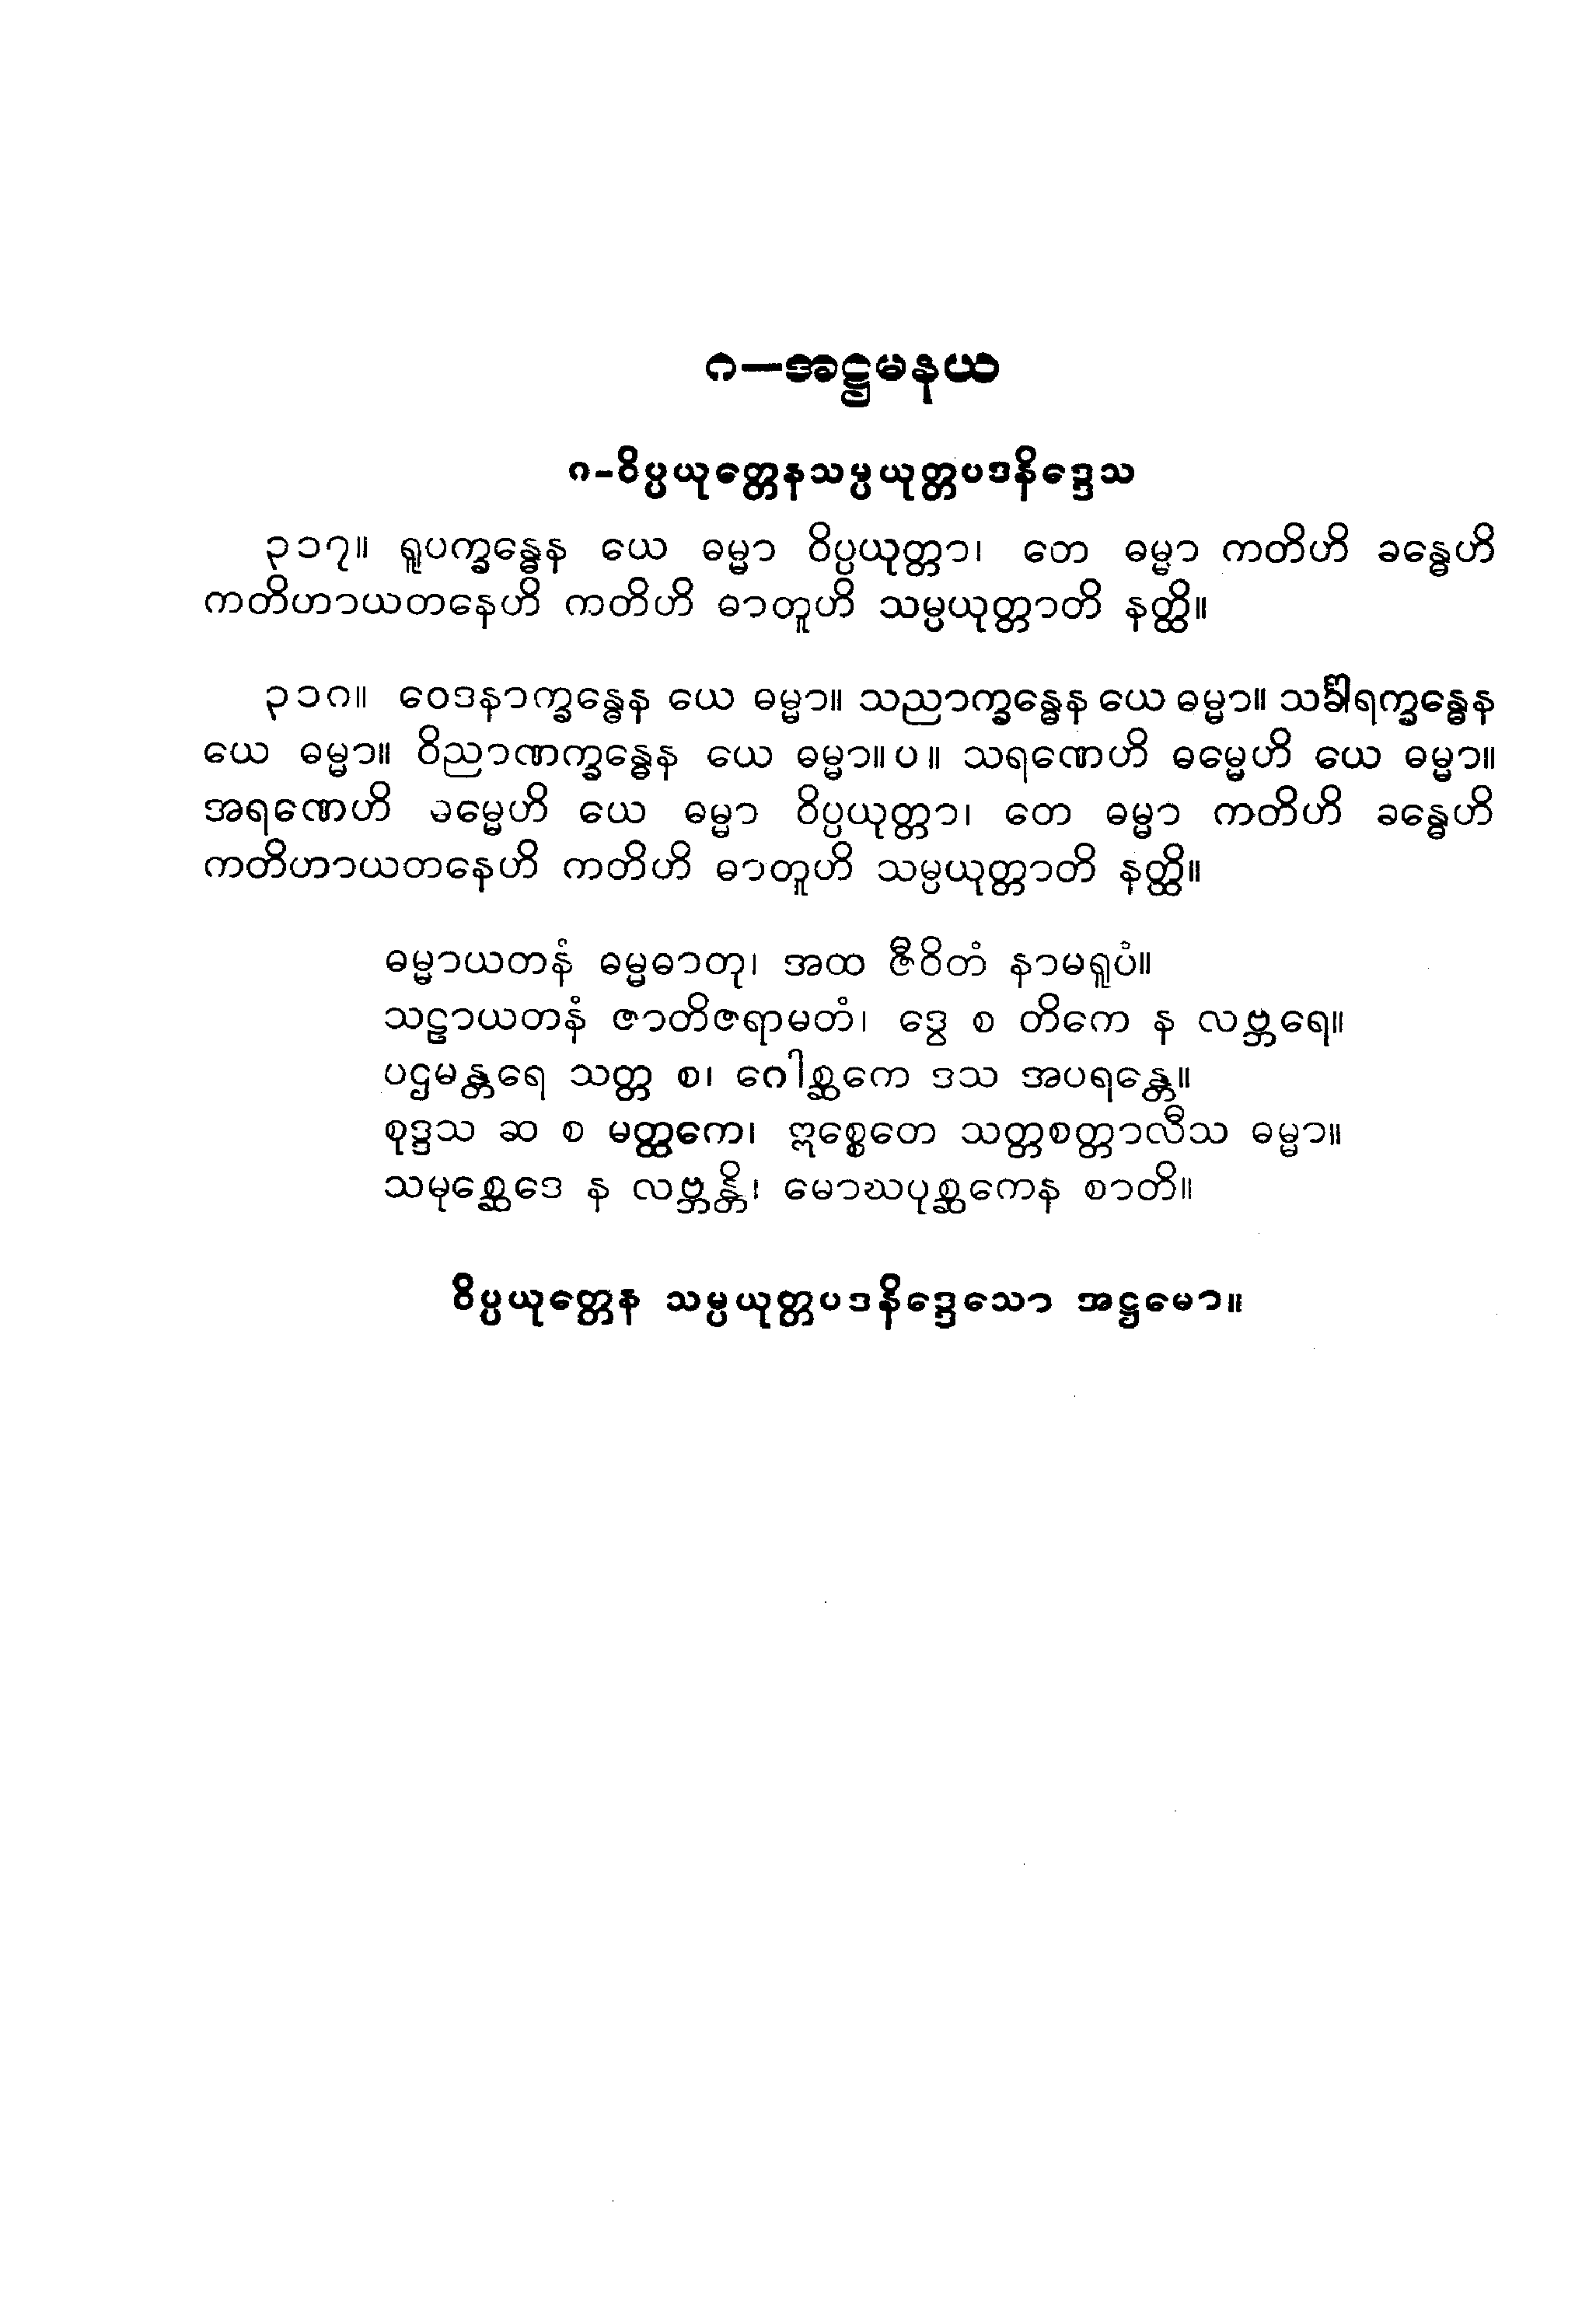 ၈—အဋ္ဌမနယ
၈-ဝိပ္ပယုတ္တေနသမ္ပယုတ္တပဒနိဒ္ဒေသ
၃၁၇။ ရူပက္ခန္ဓေန ယေ ဓမ္မာ ဝိပ္ပယုတ္တာ၊ တေ ဓမ္မာ ကတိဟိ ခန္ဓေဟိ
ကတိဟာယတနေဟိ ကတိဟိ ဓာတူဟိ သမ္ပယုတ္တာတိ နတ္ထိ။
၃၁၈။ ဝေဒနာက္ခန္ဓေန ယေ ဓမ္မာ။ သညာက္ခန္ဓေန ယေ ဓမ္မာ။ သင်္ခါရက္ခန္ဓေန
ယေ ဓမ္မာ။ ဝိညာဏက္ခန္ဓေန ယေ ဓမ္မာ။ပ။ သရဏေဟိ ဓမ္မေဟိ ယေ ဓမ္မာ။
အရဏေဟိ ဓမ္မေဟိ ယေ ဓမ္မာ ဝိပ္ပယုတ္တာ၊ တေ ဓမ္မာ ကတိဟိ ခန္ဓေဟိ
ကတိဟာယတနေဟိ ကတိဟိ ဓာတူဟိ သမ္ပယုတ္တာတိ နတ္ထိ။
ဓမ္မာယတနံ ဓမ္မဓာတု၊ အထ ဇီဝိတံ နာမရူပံ။
သဠာယတနံ ဇာတိဇရာမတံ၊ ဒွေ စ တိကေ န လဗ္ဘရေ။
ပဌမန္တရေ သတ္တ စ၊ ဂေါစ္ဆကေ ဒသ အပရန္တေ။
စုဒ္ဒသ ဆ စ မတ္ထကေ၊ ဣစ္စေတေ သတ္တစတ္တာလီသ ဓမ္မာ။
သမုစ္ဆေဒေ န လဗ္ဘန္တိ၊ မောဃပုစ္ဆကေန စာတိ။
ဝိပ္ပယုတ္တေန သမ္ပယုတ္တပဒနိဒ္ဒေသော အဋ္ဌမော။